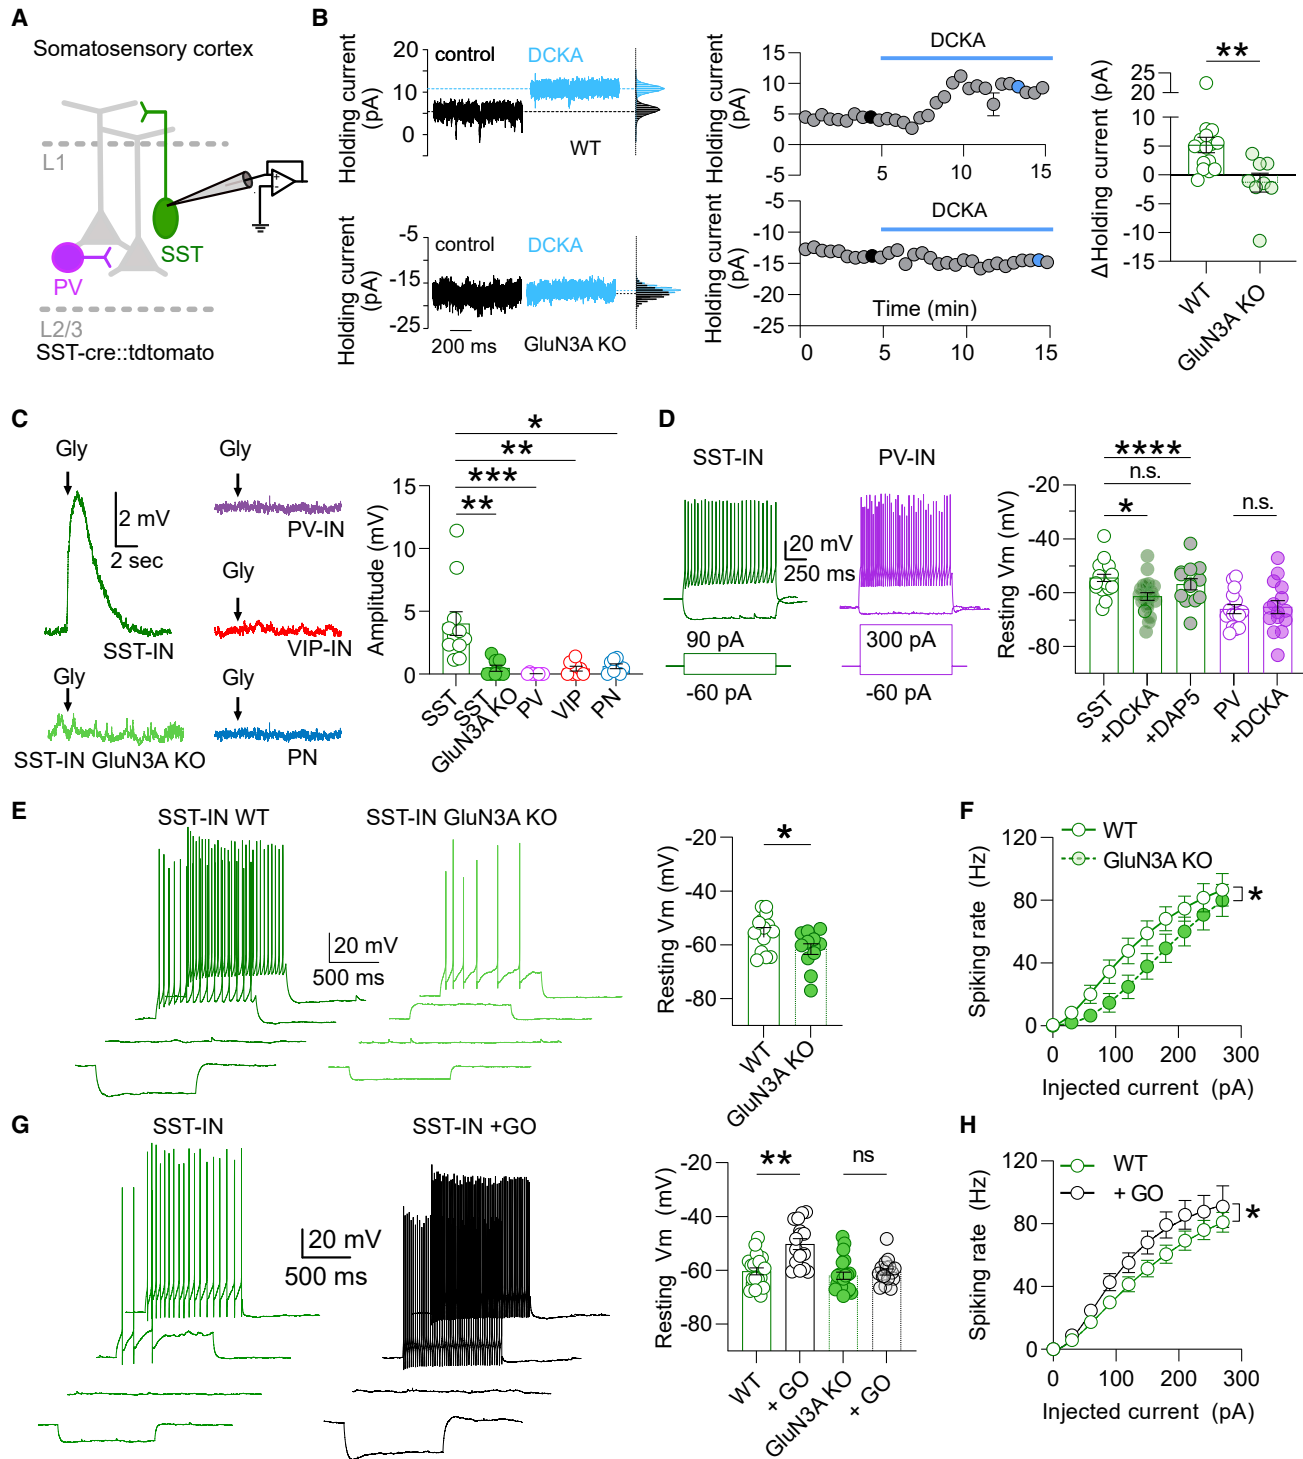 A
Somatosensory cortex
L1
SST
PV
L2/3
SST-cre::tdtomato
B
Holding current (pA)
20
10
0
control
DCKA
WT
Holding current (pA)
-5
-15
-25
control
DCKA
200 ms
GluN3A KO
Holding current (pA)
15
10
5
0
-5
DCKA
5
10
15
Holding current (pA)
-5
-10
-15
-20
-25
DCKA
Time (min)
0
5
10
15
ΔHolding current (pA)
25
20
10
5
0
-5
-10
-15
**
WT
GluN3A KO
C
Gly
2 mV
2 sec
SST-IN
Gly
SST-IN GluN3A KO
Gly
PV-IN
Gly
VIP-IN
Gly
PN
Amplitude (mV)
15
10
5
0
*
**
***
**
SST
SST GluN3A KO
PV
VIP
PN
D
SST-IN
PV-IN
20 mV
250 ms
90 pA
-60 pA
300 pA
-60 pA
Resting Vm (mV)
-20
-40
-60
-80
****
n.s.
*
n.s.
SST
+DCKA
+DAP5
PV
+DCKA
E
SST-IN WT
SST-IN GluN3A KO
20 mV
500 ms
Resting Vm (mV)
-20
-40
-60
-80
*
WT
GluN3A KO
F
WT
GluN3A KO
Spiking rate (Hz)
120
80
40
0
*
0
100
200
300
Injected current (pA)
G
SST-IN
SST-IN +GO
20 mV
500 ms
Resting Vm (mV)
-20
-40
-60
-80
**
ns
WT
+ GO
GluN3A KO
+ GO
H
WT
+ GO
Spiking rate (Hz)
120
80
40
0
*
0
100
200
300
Injected current (pA)